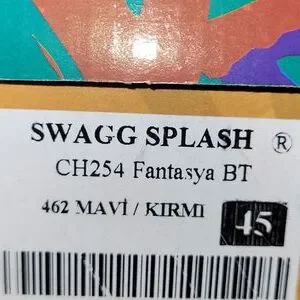 SWAGG SPLASH ®
CH254 Fantasya BT
462 MAVİ / KIRMI 45